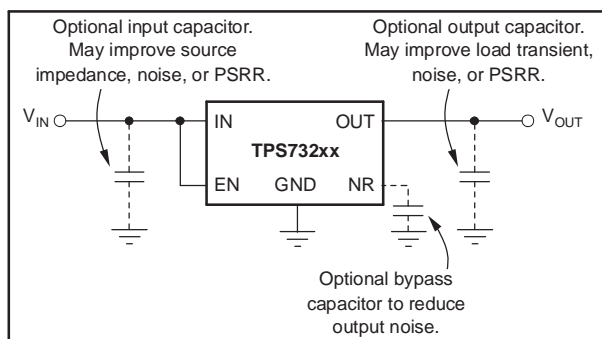 Optional input capacitor.
May improve source
impedance, noise, or PSRR.
Optional output capacitor.
May improve load transient,
noise, or PSRR.
VIN
IN
OUT
VOUT
TPS732xx
EN
GND
NR
Optional bypass
capacitor to reduce
output noise.